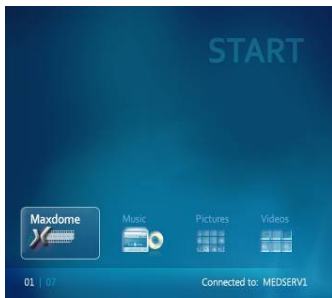 START
Maxdome Music Pictures Videos
01 | 07 Connected to: MEDSERV1